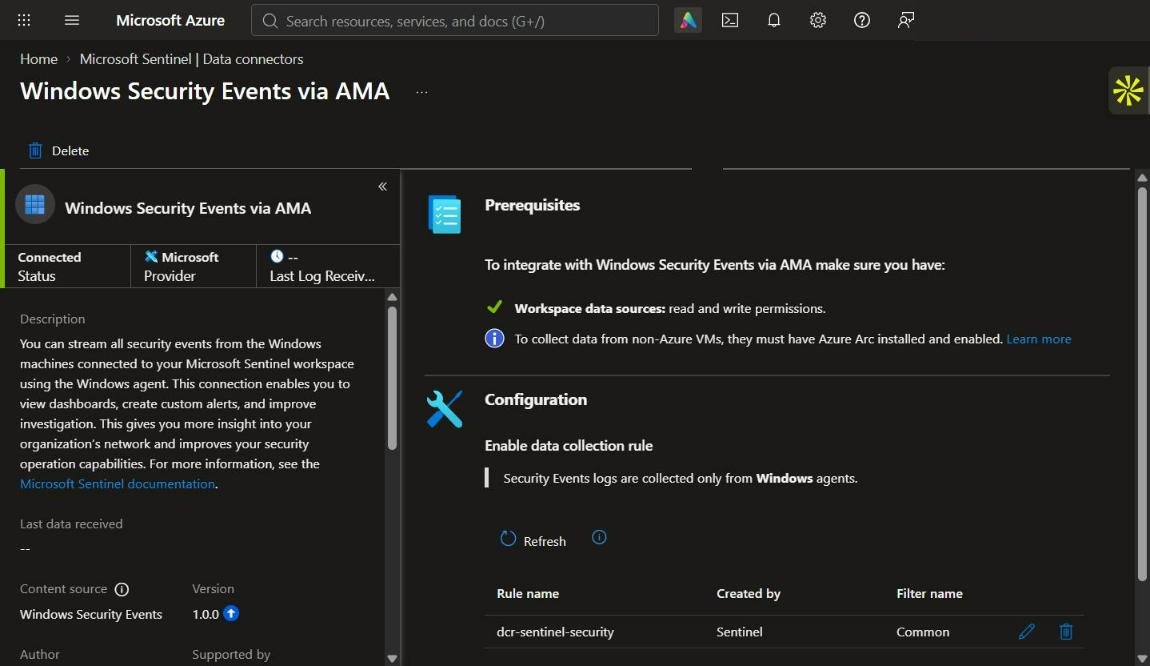 Microsoft Azure
Search resources, services, and docs (G+/)
Home › Microsoft Sentinel | Data connectors
Windows Security Events via AMA ...
Delete
«
Windows Security Events via AMA
Connected
Status
Microsoft
Provider
--
Last Log Receiv...
Description
You can stream all security events from the Windows
machines connected to your Microsoft Sentinel workspace
using the Windows agent. This connection enables you to
view dashboards, create custom alerts, and improve
investigation. This gives you more insight into your
organization's network and improves your security
operation capabilities. For more information, see the
Microsoft Sentinel documentation.
Last data received
--
Content source
Windows Security Events
Version
1.0.0
Author
Supported by
Prerequisites
To integrate with Windows Security Events via AMA make sure you have:
Workspace data sources: read and write permissions.
To collect data from non-Azure VMs, they must have Azure Arc installed and enabled. Learn more
Configuration
Enable data collection rule
Security Events logs are collected only from Windows agents.
Refresh
Rule name Created by Filter name
dcr-sentinel-security Sentinel Common